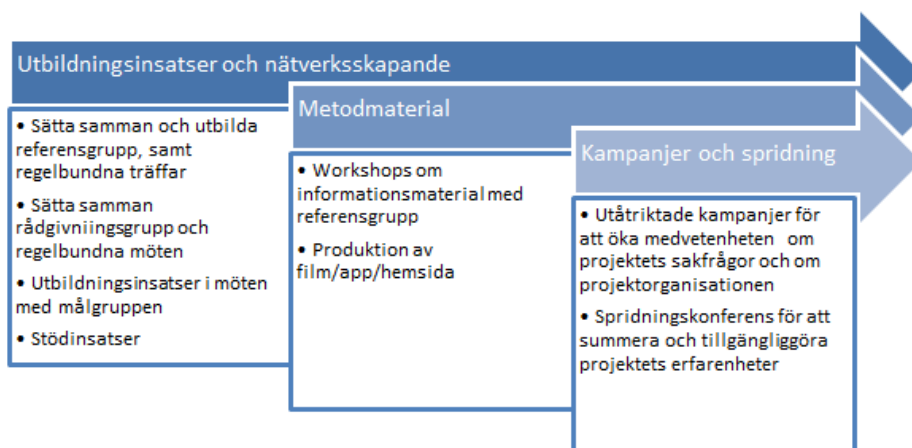 Utbildningsinsatser och nätverksskapande
• Sätta samman och utbilda
referensgrupp, samt
regelbundna träffar
• Sätta samman
rådgivniingsgrupp och
regelbundna möten
• Utbildningsinsatser i möten
med målgruppen
• Stödinsatser
Metodmaterial
• Workshops om
informationsmaterial med
referensgrupp
• Produktion av
film/app/hemsida
Kampanjer och spridning
• Utåtriktade kampanjer för
att öka medvetenheten om
projektets sakfrågor och om
projektorganisationen
• Spridningskonferens för att
summera och tillgängliggöra
projektets erfarenheter